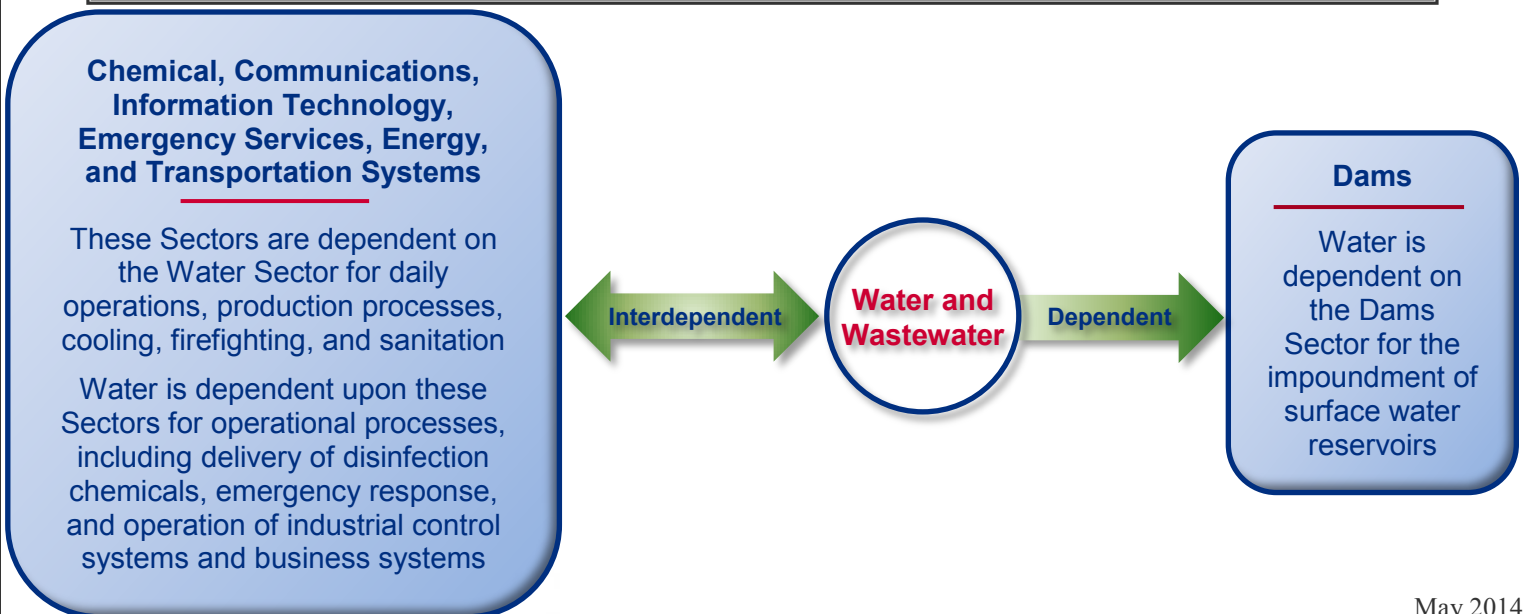 Chemical, Communications,
Information Technology,
Emergency Services, Energy,
and Transportation Systems
These Sectors are dependent on
the Water Sector for daily
operations, production processes,
cooling, firefighting, and sanitation
Water is dependent upon these
Sectors for operational processes,
including delivery of disinfection
chemicals, emergency response,
and operation of industrial control
systems and business systems
Interdependent
Water and
Wastewater
Dependent
Dams
Water is
dependent on
the Dams
Sector for the
impoundment of
surface water
reservoirs
May 2014